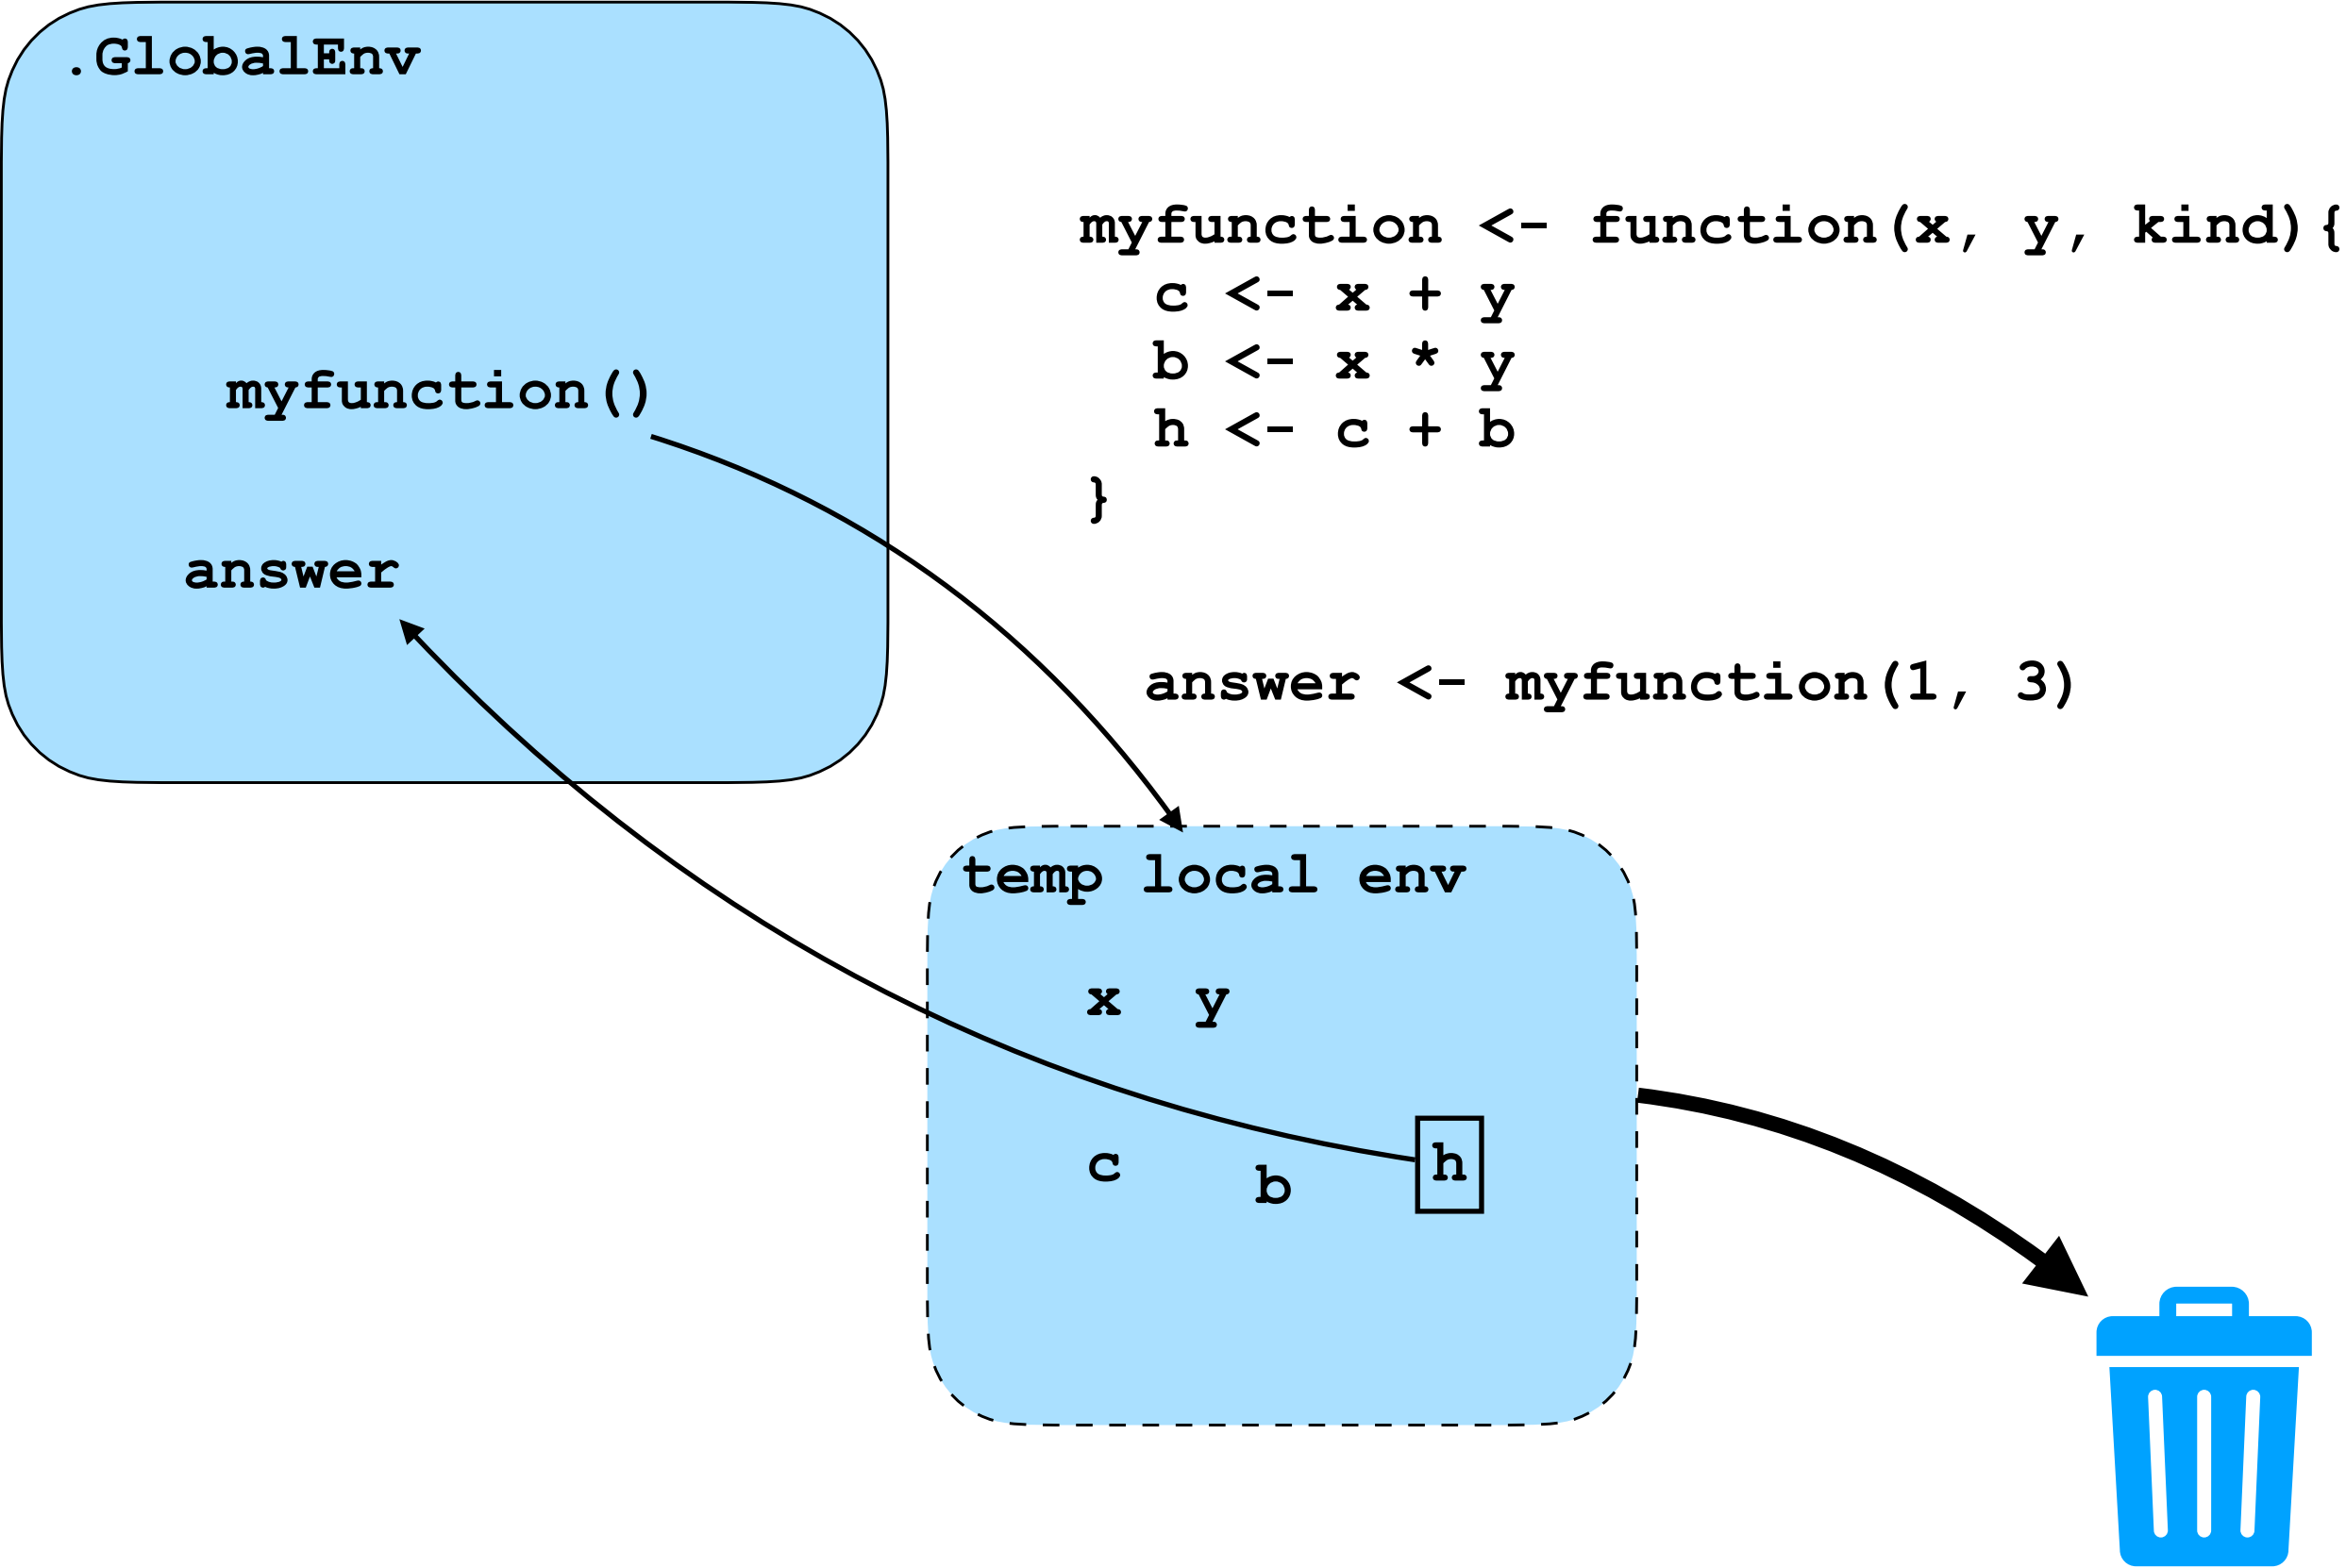 .GlobalEnv
myfunction()
answer
myfunction <- function(x, y, kind){
  c <- x + y
  b <- x * y
  h <- c + b
}
answer <- myfunction(1, 3)
temp local env
x y
c b h